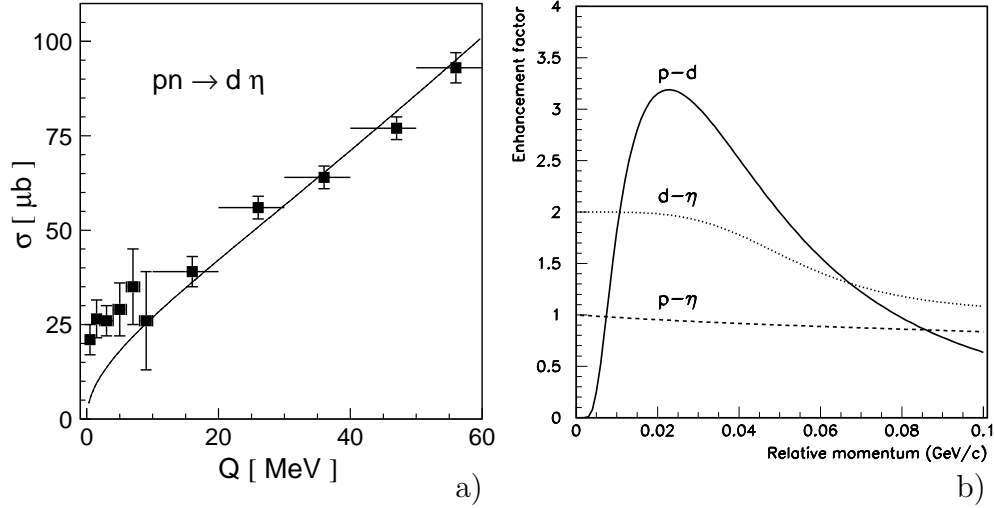 σ [ μb ]
100
75
50
25
0
pn → d η
0 20 40 60
Q [ MeV ]
a)
Enhancement factor
4
3.5
3
2.5
2
1.5
1
0.5
0
p-d
d-η
p-η
0 0.02 0.04 0.06 0.08 0.1
Relative momentum (GeV/c)
b)